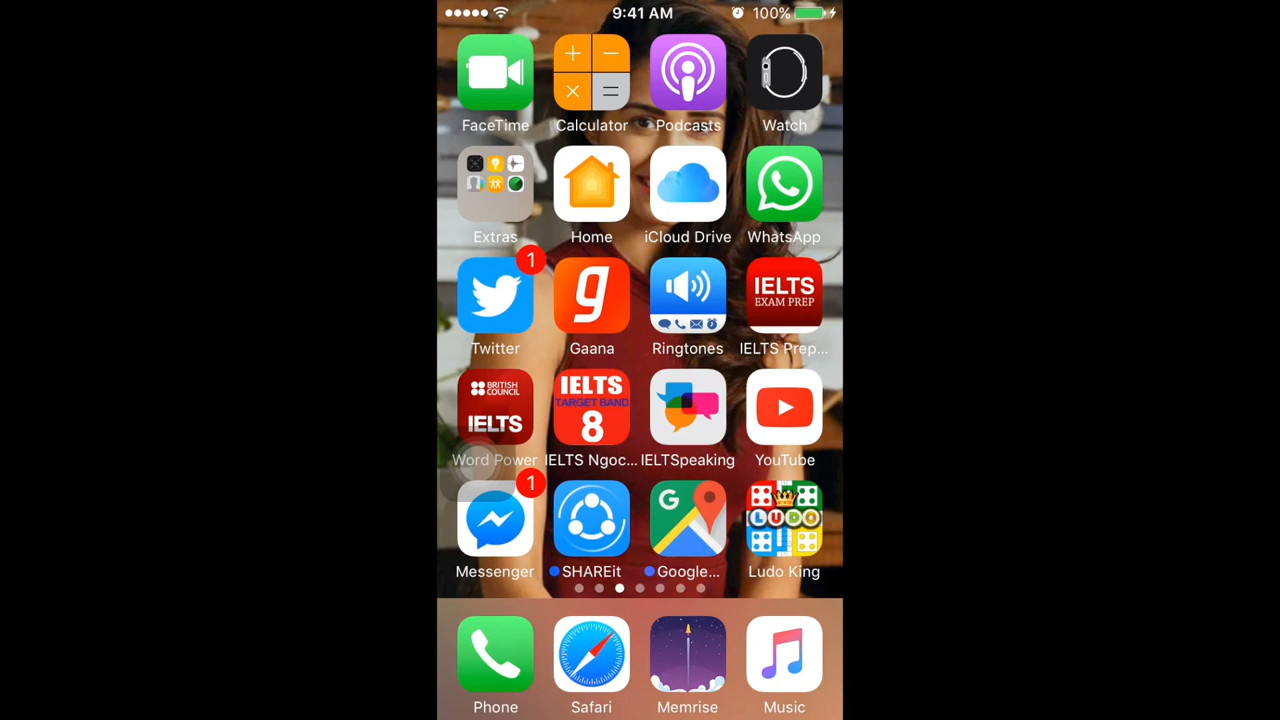 9:41 AM 100%
FaceTime Calculator Podcasts Watch
Extras Home iCloud Drive WhatsApp
1
g
IELTS
EXAM PREP
Twitter Gaana Ringtones IELTS Prep...
BRITISH
COUNCIL
IELTS
IELTS
TARGET BAND
8
Word Power IELTS Ngoc... IELTSpeaking YouTube
1
G
LUDO
Messenger SHAREit Google... Ludo King
Phone Safari Memrise Music